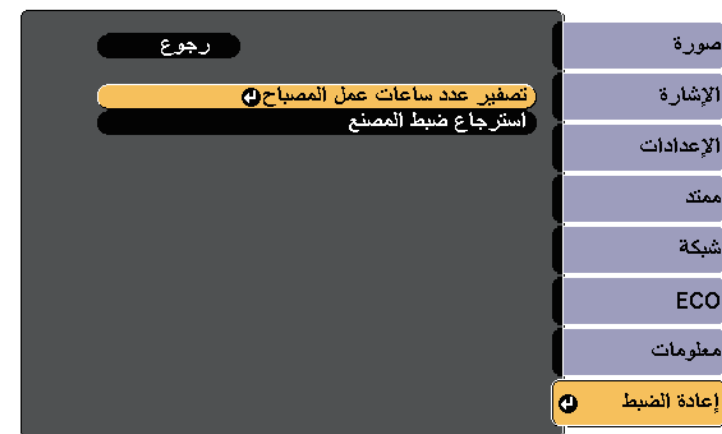 صورة
الإشارة
الإعدادات
ممتد
شبكة
ECO
معلومات
إعادة الضبط
رجوع
تصفير عدد ساعات عمل المصباح
استرجاع ضبط المصنع